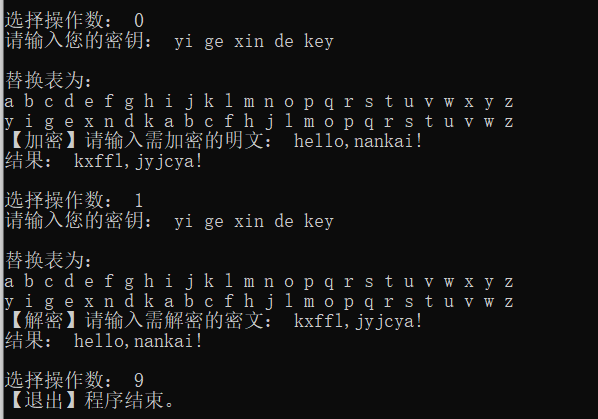 选择操作数： 0
请输入您的密钥： yi ge xin de key
替换表为：
a b c d e f g h i j k l m n o p q r s t u v w x y z
y i g e x n d k a b c f h j l m o p q r s t u v w z
【加密】请输入需加密的明文： hello,nankai!
结果： kxffl,jyjcya!
选择操作数： 1
请输入您的密钥： yi ge xin de key
替换表为：
a b c d e f g h i j k l m n o p q r s t u v w x y z
y i g e x n d k a b c f h j l m o p q r s t u v w z
【解密】请输入需解密的密文： kxffl,jyjcya!
结果： hello,nankai!
选择操作数： 9
【退出】程序结束。